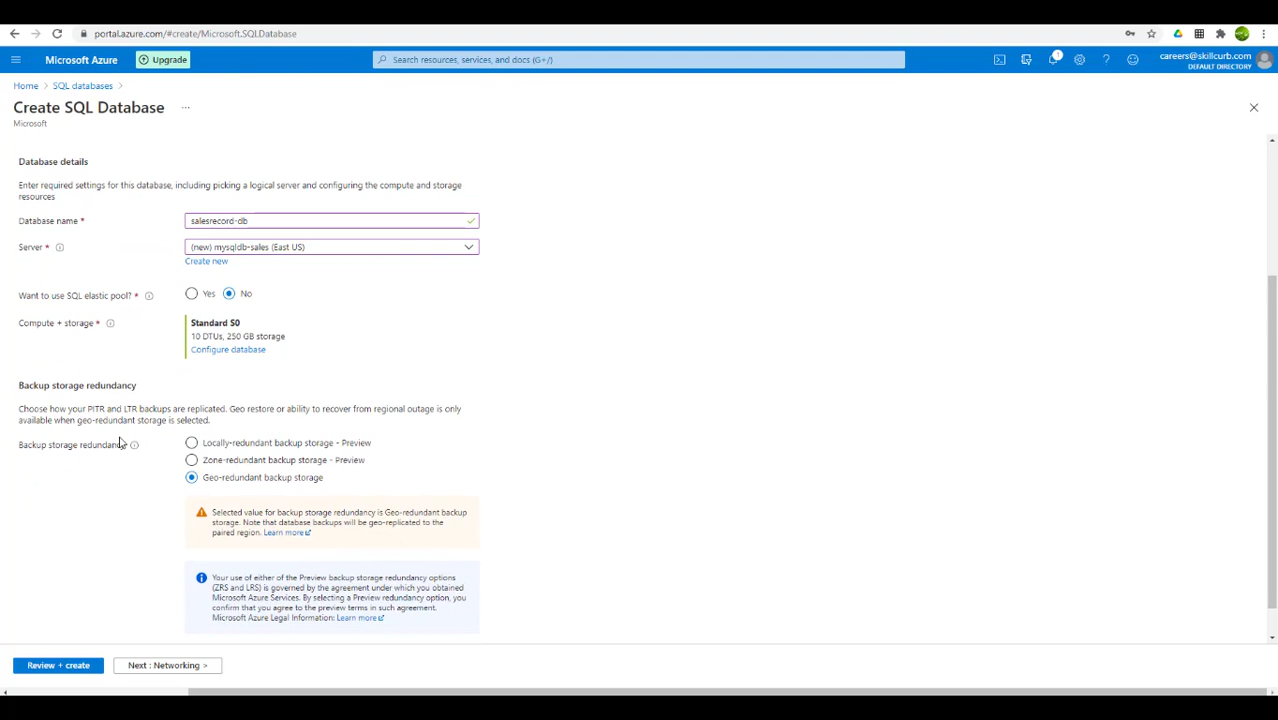 portal.azure.com/#create/Microsoft.SQLDatabase
Microsoft Azure
Upgrade
Search resources, services, and docs (G+/)
1
careers@skillcurb.com
DEFAULT DIRECTORY
Home > SQL databases >
Create SQL Database ...
Microsoft
Database details
Enter required settings for this database, including picking a logical server and configuring the compute and storage
resources
Database name *
salesrecord-db
Server *
(new) mysqldb-sales (East US)
Create new
Want to use SQL elastic pool? *
Yes
No
Compute + storage *
Standard S0
10 DTUs, 250 GB storage
Configure database
Backup storage redundancy
Choose how your PITR and LTR backups are replicated. Geo restore or ability to recover from regional outage is only
available when geo-redundant storage is selected.
Backup storage redundancy
Locally-redundant backup storage - Preview
Zone-redundant backup storage - Preview
Geo-redundant backup storage
Selected value for backup storage redundancy is Geo-redundant backup
storage. Note that database backups will be geo-replicated to the
paired region. Learn more
Your use of either of the Preview backup storage redundancy options
(ZRS and LRS) is governed by the agreement under which you obtained
Microsoft Azure Services. By selecting a Preview redundancy option, you
confirm that you agree to the preview terms in such agreement.
Microsoft Azure Legal Information: Learn more
Review + create
Next : Networking >